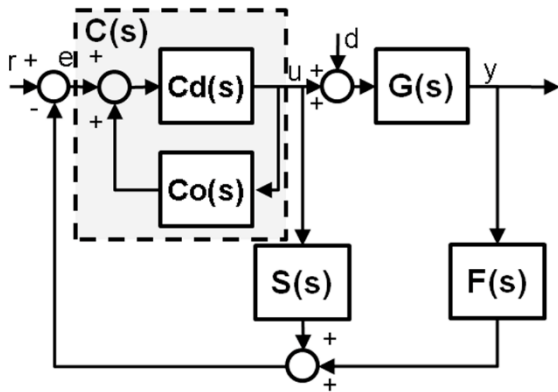 C(s)
d
r + e + u + y
Cd(s)
G(s)
+
-
+
Co(s)
S(s)
F(s)
+
+